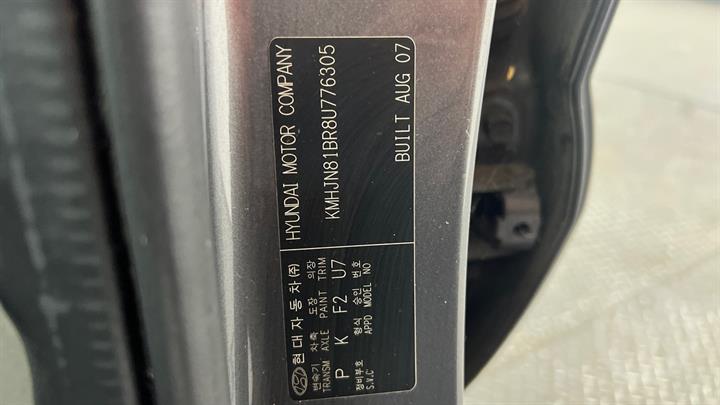 현대자동차(주) HYUNDAI MOTOR COMPANY
변속기 차축 도장 의장
TRANSM AXLE PAINT TRIM KMHJN81BR8U776305
P K F2 U7
정비부호 형식 승인 번호
S.V.C APPD MODEL NO BUILT AUG 07